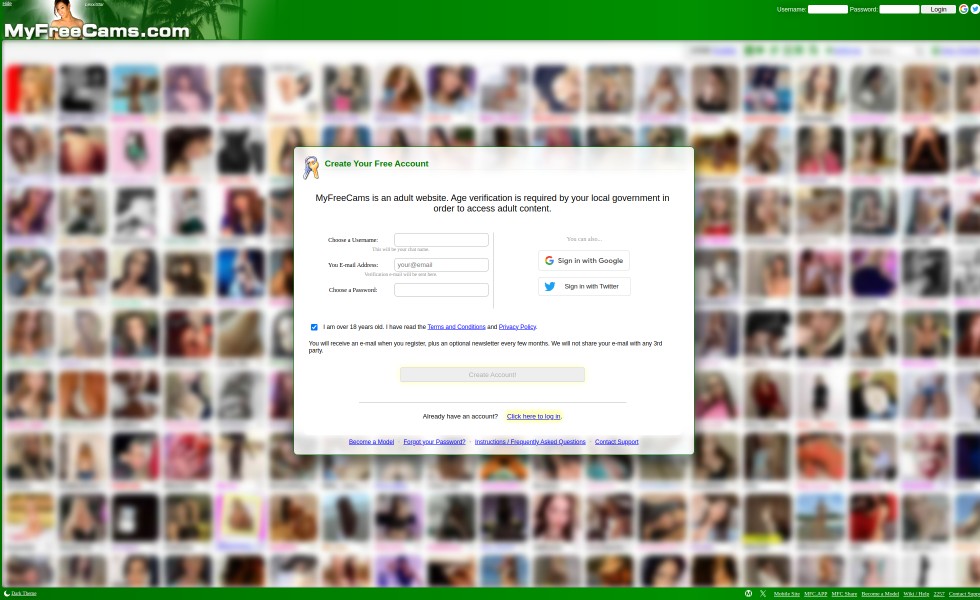 Username:
Password:
Login
MyFreeCams.com
Create Your Free Account
MyFreeCams is an adult website. Age verification is required by your local government in
order to access adult content.
Choose a Username:
This will be your chat name.
You E-mail Address:
your@email
Verification e-mail will be sent here.
Choose a Password:
You can also...
Sign in with Google
Sign in with Twitter
I am over 18 years old. I have read the Terms and Conditions and Privacy Policy.
You will receive an e-mail when you register, plus an optional newsletter every few months. We will not share your e-mail with any 3rd
party.
Create Account!
Already have an account? Click here to log in.
Become a Model · Forgot your Password? · Instructions / Frequently Asked Questions · Contact Support
Dark Theme
Mobile Site MFC.APP MFC Share Become a Model Wiki / Help 2257 Contact